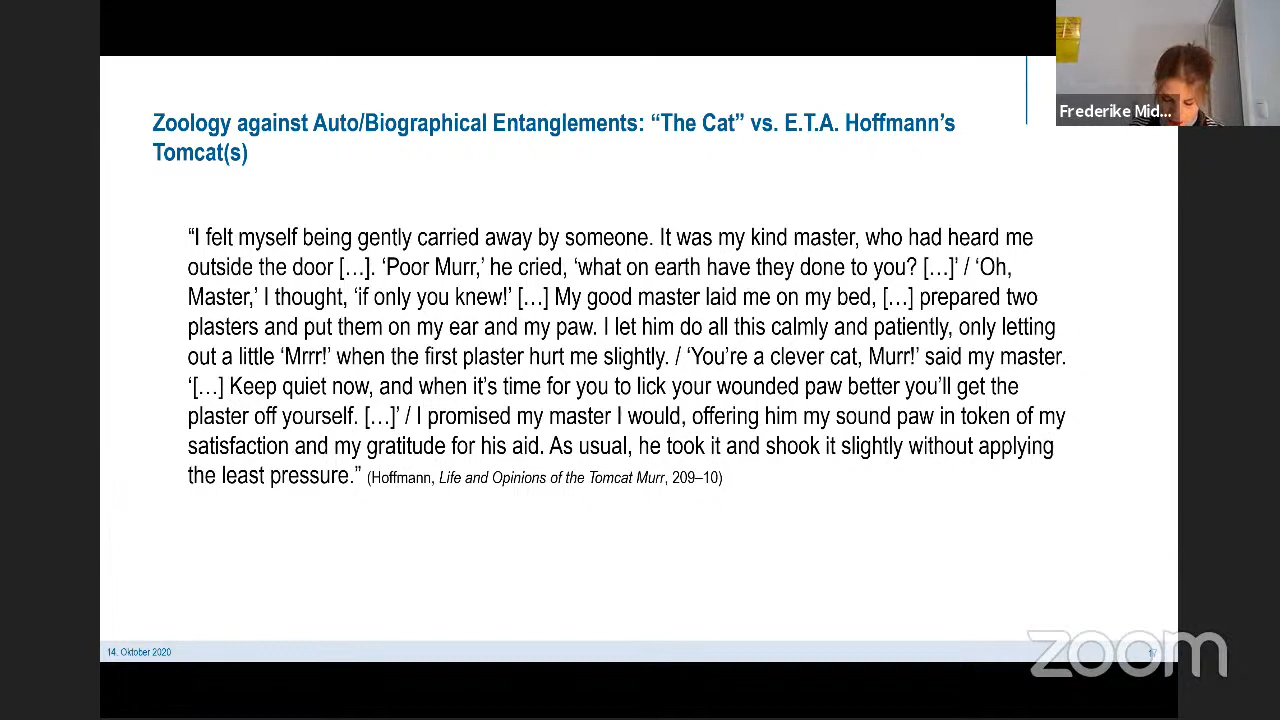 Zoology against Auto/Biographical Entanglements: “The Cat” vs. E.T.A. Hoffmann’s
Tomcat(s)
Frederike Mid...
“I felt myself being gently carried away by someone. It was my kind master, who had heard me
outside the door […]. ‘Poor Murr,’ he cried, ‘what on earth have they done to you? […]’ / ‘Oh,
Master,’ I thought, ‘if only you knew!’ […] My good master laid me on my bed, […] prepared two
plasters and put them on my ear and my paw. I let him do all this calmly and patiently, only letting
out a little ‘Mrrr!’ when the first plaster hurt me slightly. / ‘You’re a clever cat, Murr!’ said my master.
‘[…] Keep quiet now, and when it’s time for you to lick your wounded paw better you’ll get the
plaster off yourself. […]’ / I promised my master I would, offering him my sound paw in token of my
satisfaction and my gratitude for his aid. As usual, he took it and shook it slightly without applying
the least pressure.” (Hoffmann, Life and Opinions of the Tomcat Murr, 209–10)
14. Oktober 2020
17
zoom